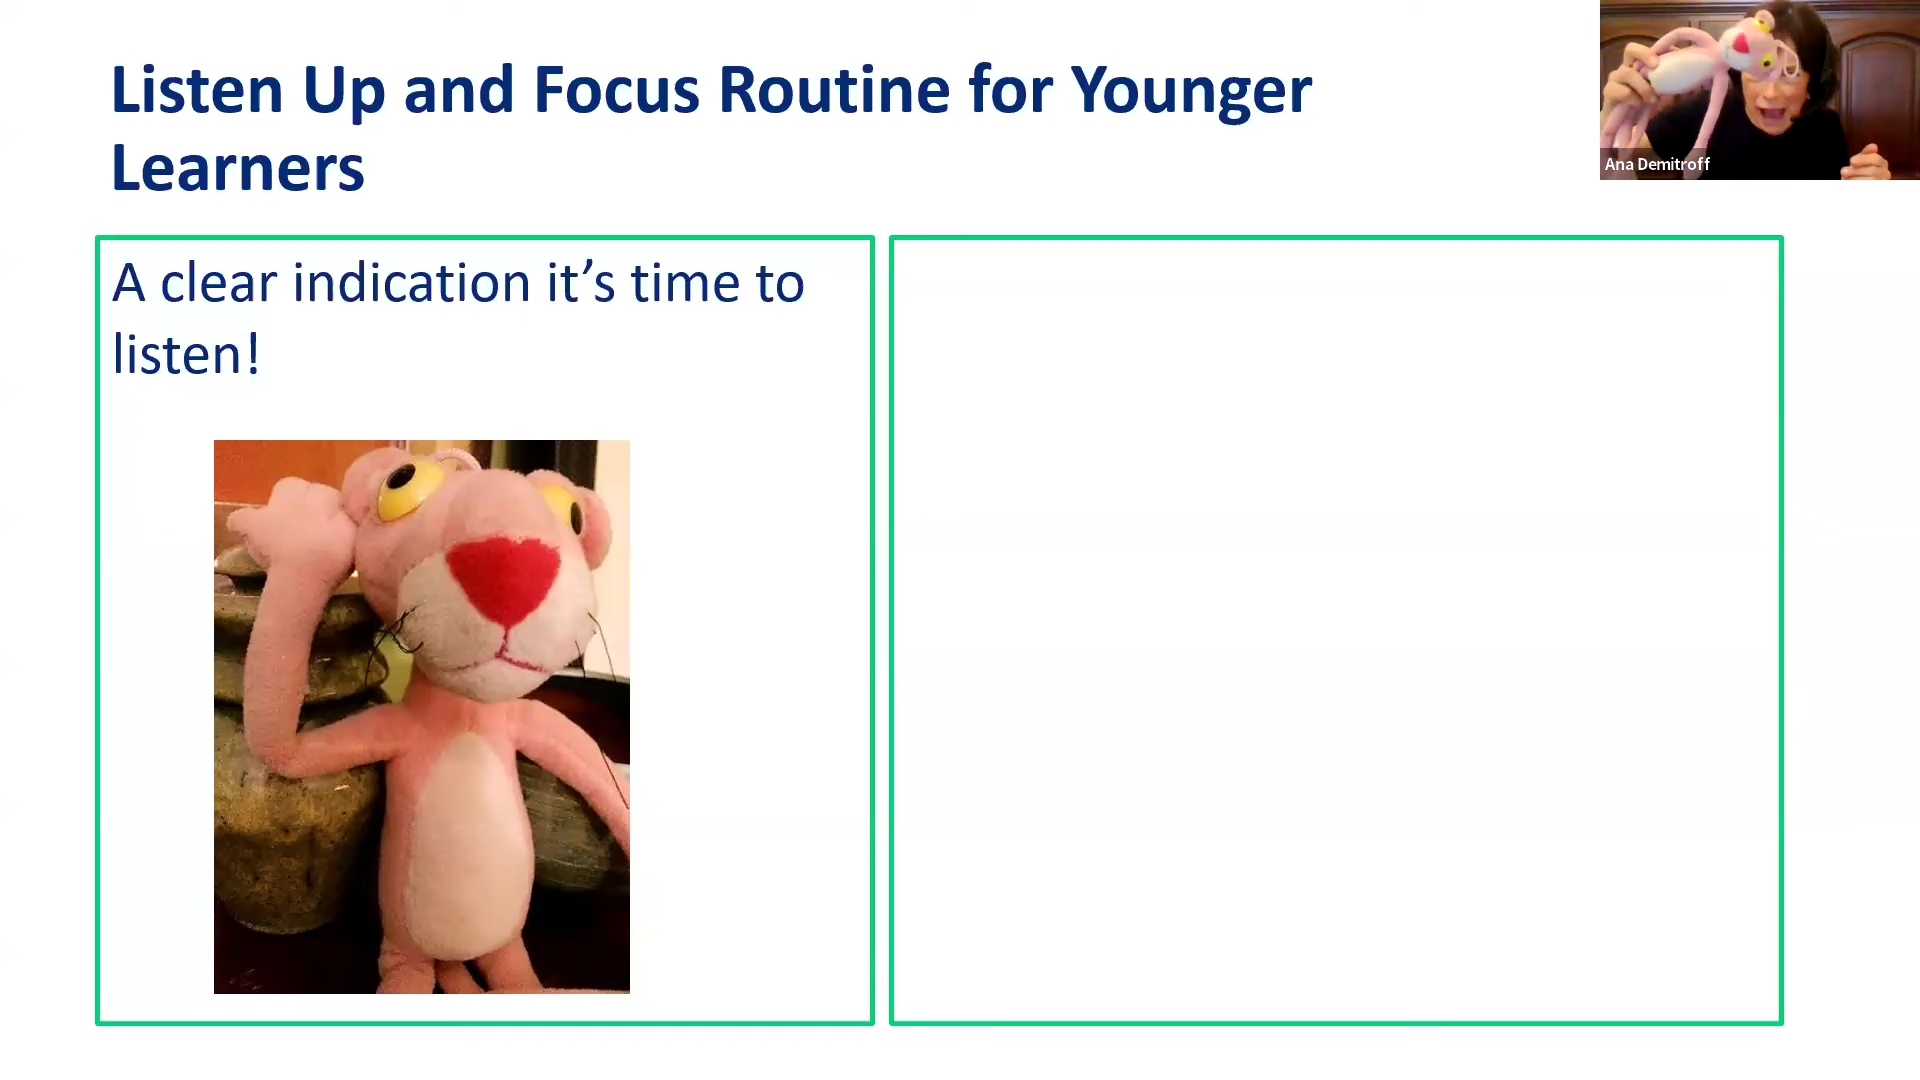 Listen Up and Focus Routine for Younger
Learners
Ana Demitroff
A clear indication it’s time to
listen!